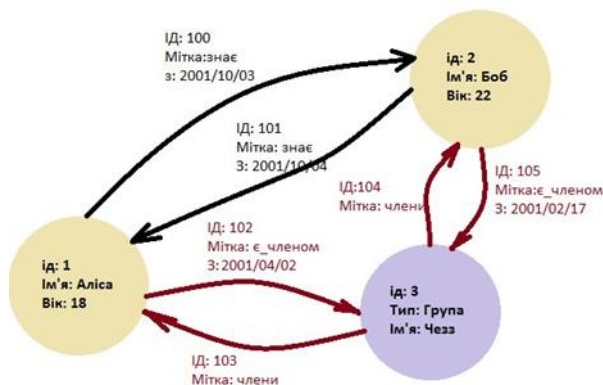 ІД: 100
Мітка:знає
з: 2001/10/03
ід: 2
Ім'я: Боб
Вік: 22
ІД: 101
Мітка: знає
З: 2001/10/04
ІД:104
Мітка: члени
ІД: 105
Мітка:є_членом
З: 2001/02/17
ІД: 102
Мітка: є_членом
З: 2001/04/02
ід: 1
Ім'я: Аліса
Вік: 18
ід: 3
Тип: Група
Ім'я: Чезз
ІД: 103
Мітка: члени